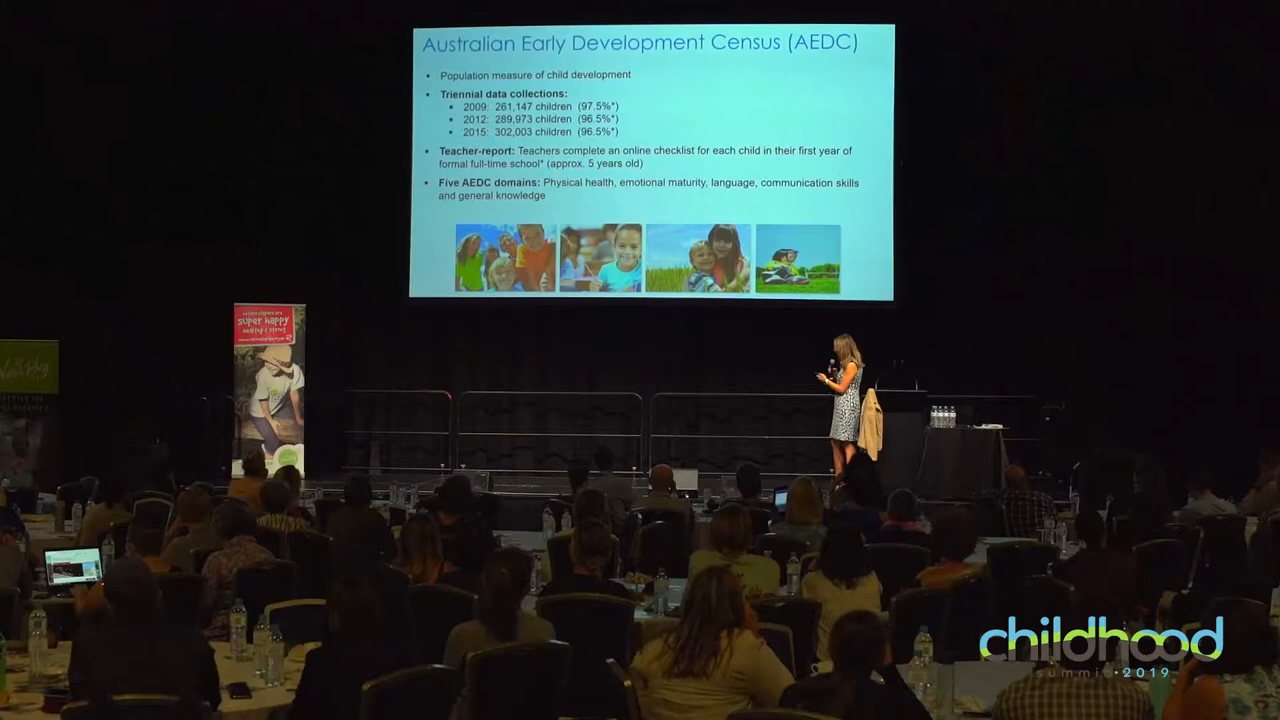 Australian Early Development Census (AEDC)
Population measure of child development
Triennial data collections:
2009: 261,147 children (97.5%*)
2012: 289,973 children (96.5%*)
2015: 302,003 children (96.5%*)
Teacher-report: Teachers complete an online checklist for each child in their first year of
formal full-time school* (approx. 5 years old)
Five AEDC domains: Physical health, emotional maturity, language, communication skills
and general knowledge
super happy
childhood
summit • 2019